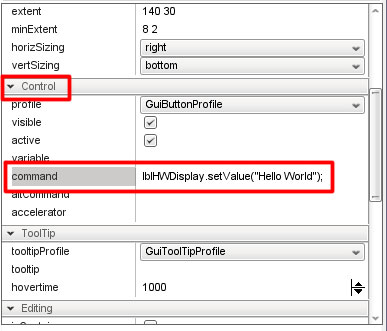 extent 140 30
minExtent 8 2
horizSizing right
vertSizing bottom
Control
profile GuiButtonProfile
visible
active
variable
command lblHWDisplay.setValue("Hello World");
altCommand
accelerator
ToolTip
tooltipProfile GuiToolTipProfile
tooltip
hovertime 1000
Editing